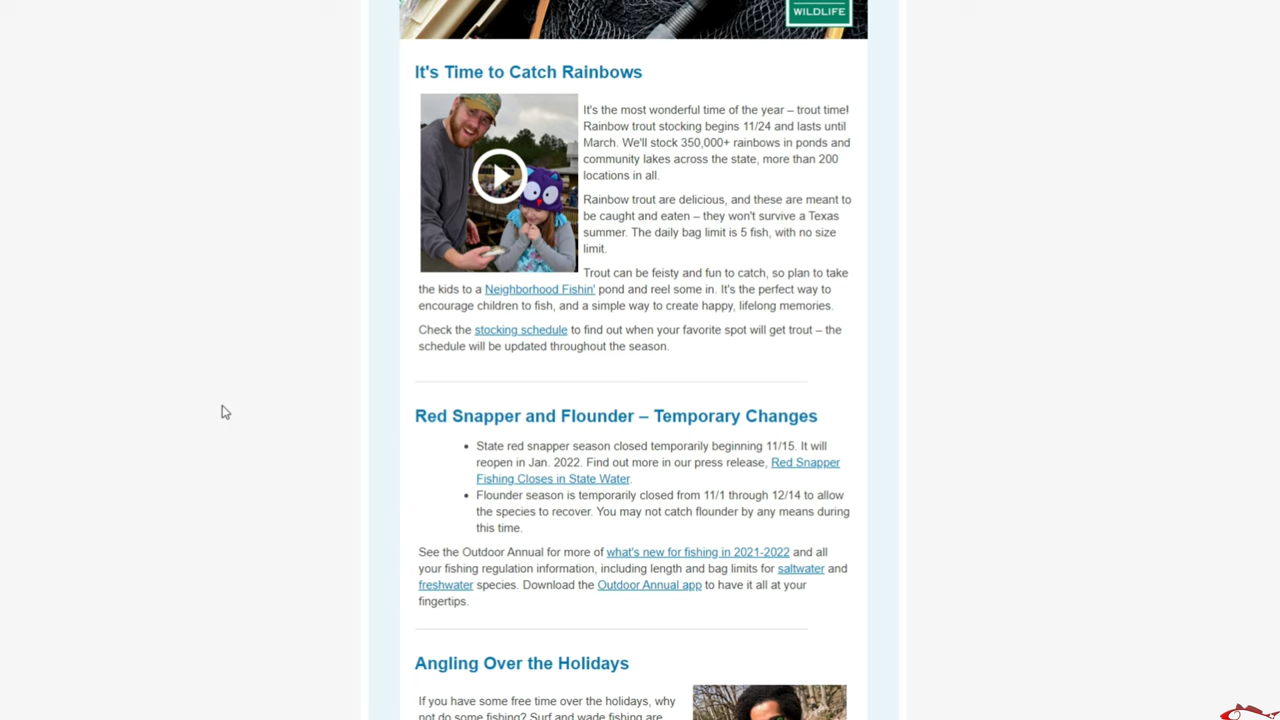 WILDLIFE
It's Time to Catch Rainbows
It's the most wonderful time of the year – trout time!
Rainbow trout stocking begins 11/24 and lasts until
March. We'll stock 350,000+ rainbows in ponds and
community lakes across the state, more than 200
locations in all.
Rainbow trout are delicious, and these are meant to
be caught and eaten – they won't survive a Texas
summer. The daily bag limit is 5 fish, with no size
limit.
Trout can be feisty and fun to catch, so plan to take
the kids to a Neighborhood Fishin' pond and reel some in. It's the perfect way to
encourage children to fish, and a simple way to create happy, lifelong memories.
Check the stocking schedule to find out when your favorite spot will get trout – the
schedule will be updated throughout the season.
Red Snapper and Flounder – Temporary Changes
• State red snapper season closed temporarily beginning 11/15. It will
reopen in Jan. 2022. Find out more in our press release, Red Snapper
Fishing Closes in State Water.
• Flounder season is temporarily closed from 11/1 through 12/14 to allow
the species to recover. You may not catch flounder by any means during
this time.
See the Outdoor Annual for more of what's new for fishing in 2021-2022 and all
your fishing regulation information, including length and bag limits for saltwater and
freshwater species. Download the Outdoor Annual app to have it all at your
fingertips.
Angling Over the Holidays
If you have some free time over the holidays, why
not do some fishing? Surf and wade fishing are